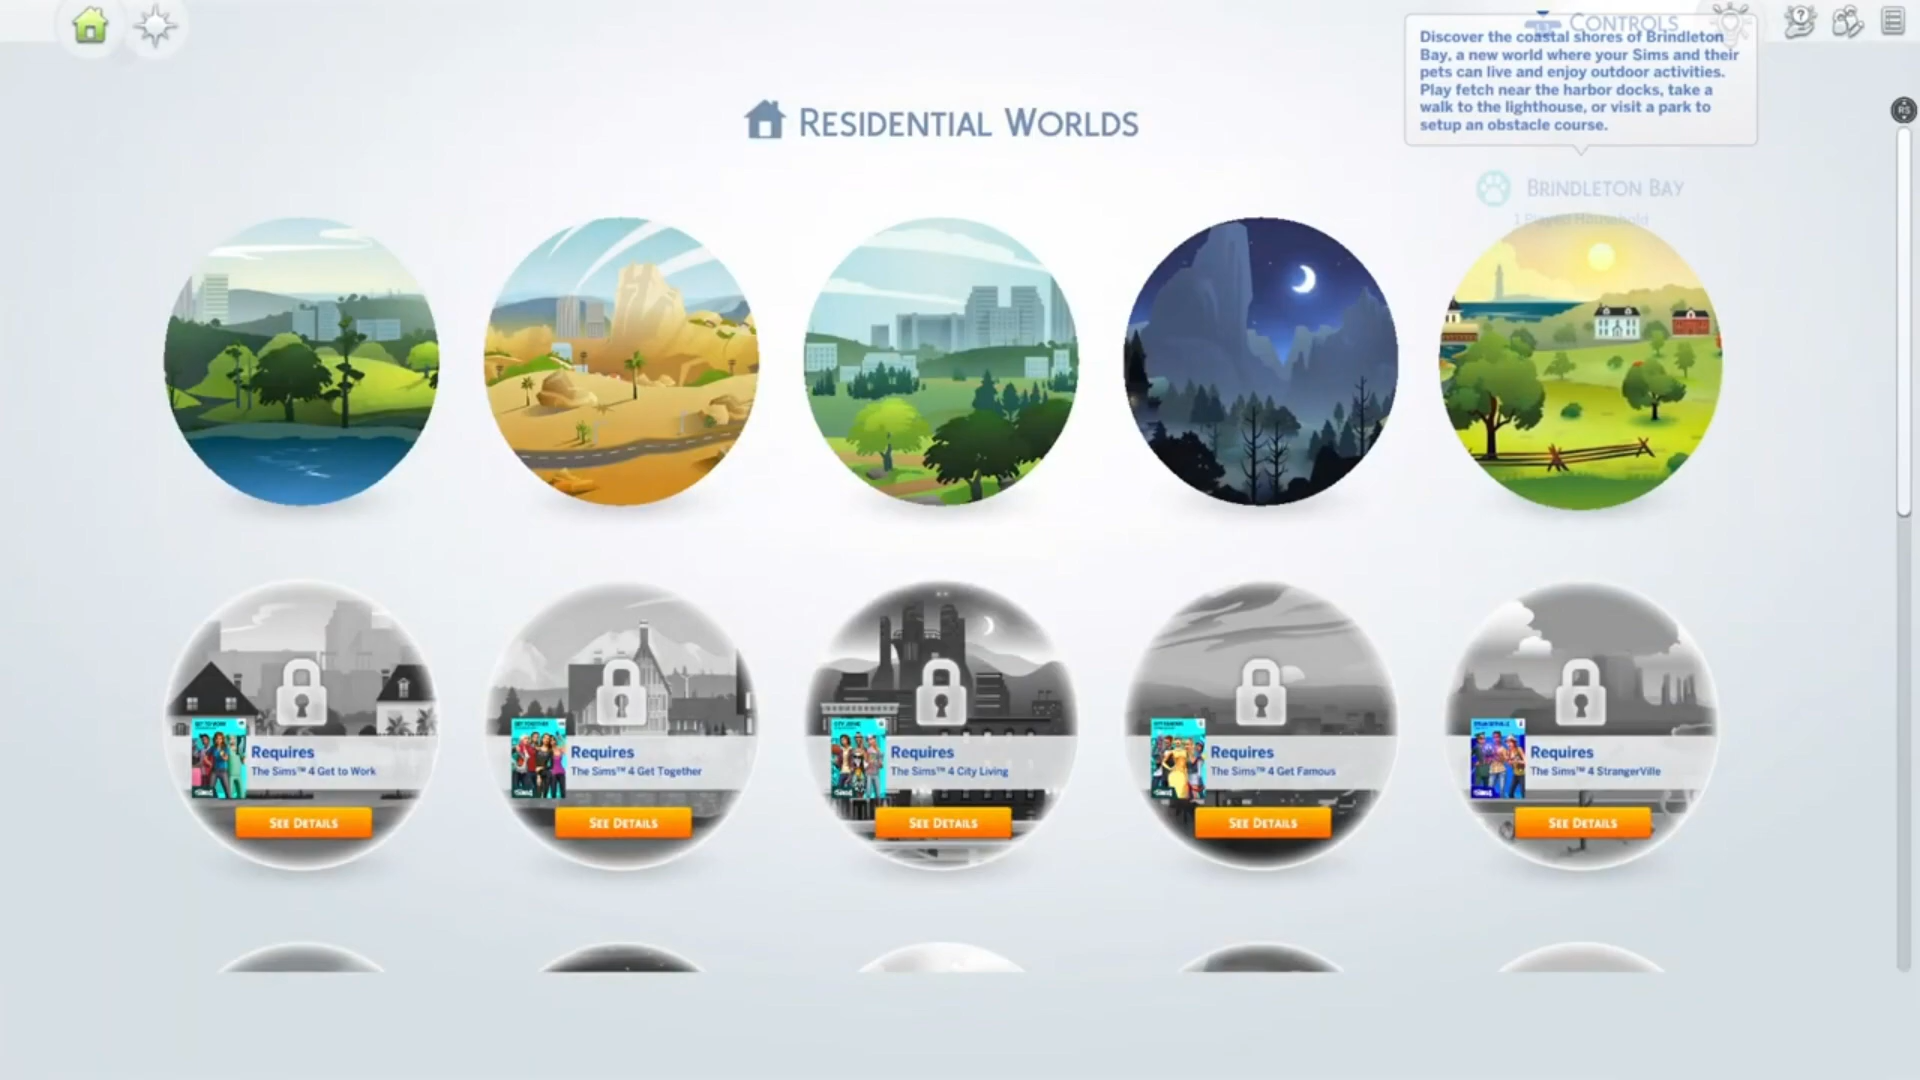 CONTROLS
Discover the coastal shores of Brindleton
Bay, a new world where your Sims and their
pets can live and enjoy outdoor activities.
Play fetch near the harbor docks, take a
walk to the lighthouse, or visit a park to
setup an obstacle course.
RESIDENTIAL WORLDS
RS
BRINDLETON BAY
1 Played Household
Requires
The Sims™ 4 Get to Work
SEE DETAILS
Requires
The Sims™ 4 Get Together
SEE DETAILS
Requires
The Sims™ 4 City Living
SEE DETAILS
Requires
The Sims™ 4 Get Famous
SEE DETAILS
Requires
The Sims™ 4 StrangerVille
SEE DETAILS